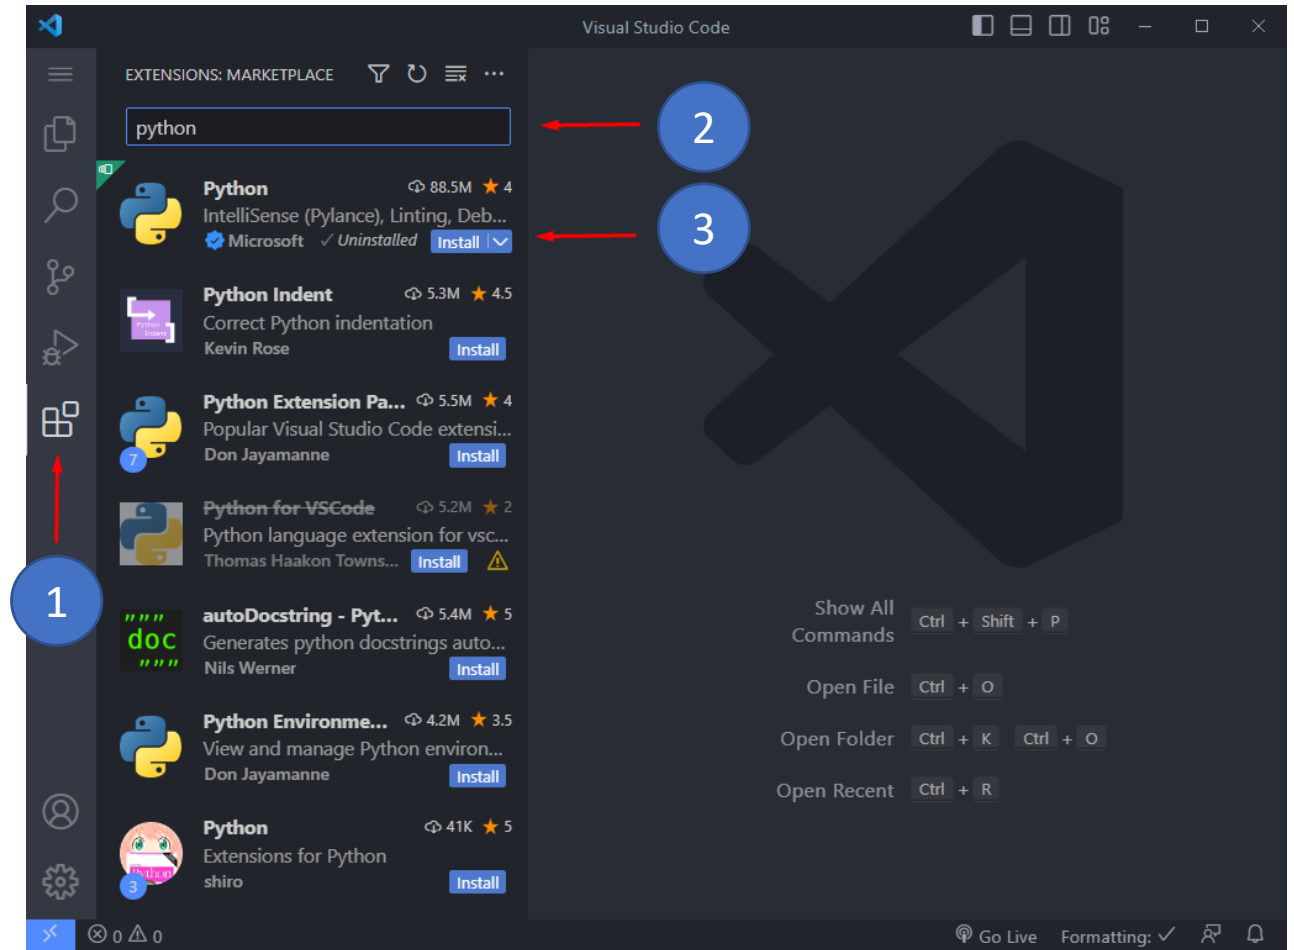 Visual Studio Code
EXTENSIONS: MARKETPLACE
python
2
Python 88.5M 4
IntelliSense (Pylance), Linting, Deb...
Microsoft Uninstalled Install
3
Python Indent 5.3M 4.5
Correct Python indentation
Kevin Rose Install
Python Extension Pa... 5.5M 4
Popular Visual Studio Code extensi...
Don Jayamanne Install
7
Python for VSCode 5.2M 2
Python language extension for vsc...
Thomas Haakon Towns... Install
1
autoDocstring - Pyt... 5.4M 5
Generates python docstrings auto...
Nils Werner Install
"""
doc
"""
Python Environme... 4.2M 3.5
View and manage Python environ...
Don Jayamanne Install
Python 41K 5
Extensions for Python
shiro Install
Python
3
Show All
Commands Ctrl + Shift + P
Open File Ctrl + O
Open Folder Ctrl + K Ctrl + O
Open Recent Ctrl + R
0 0
Go Live Formatting:
Python
Indent